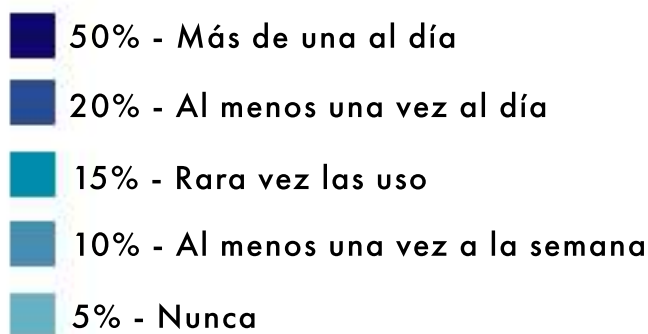 50% - Más de una al día
20% - Al menos una vez al día
15% - Rara vez las uso
10% - Al menos una vez a la semana
5% - Nunca